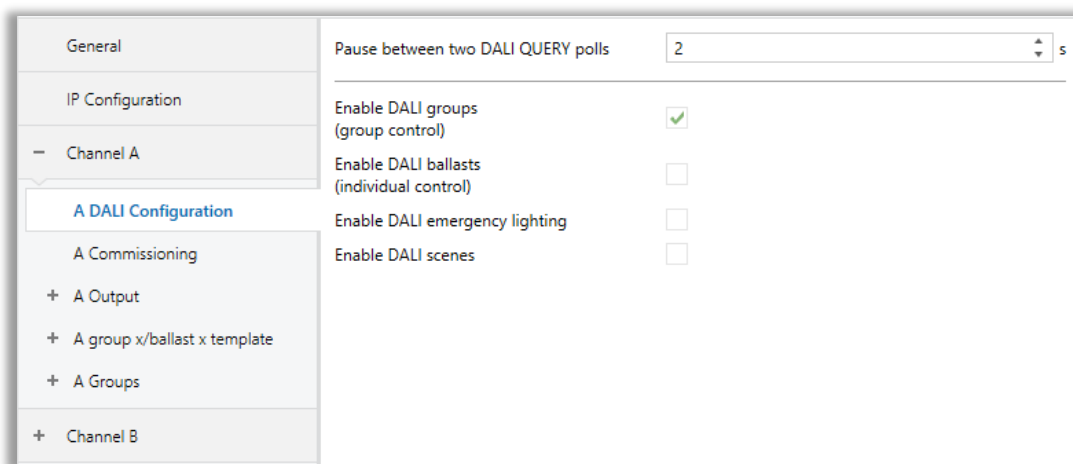 General
IP Configuration
− Channel A
A DALI Configuration
A Commissioning
+ A Output
+ A group x/ballast x template
+ A Groups
+ Channel B
Pause between two DALI QUERY polls 2 s
Enable DALI groups
(group control)
Enable DALI ballasts
(individual control)
Enable DALI emergency lighting
Enable DALI scenes